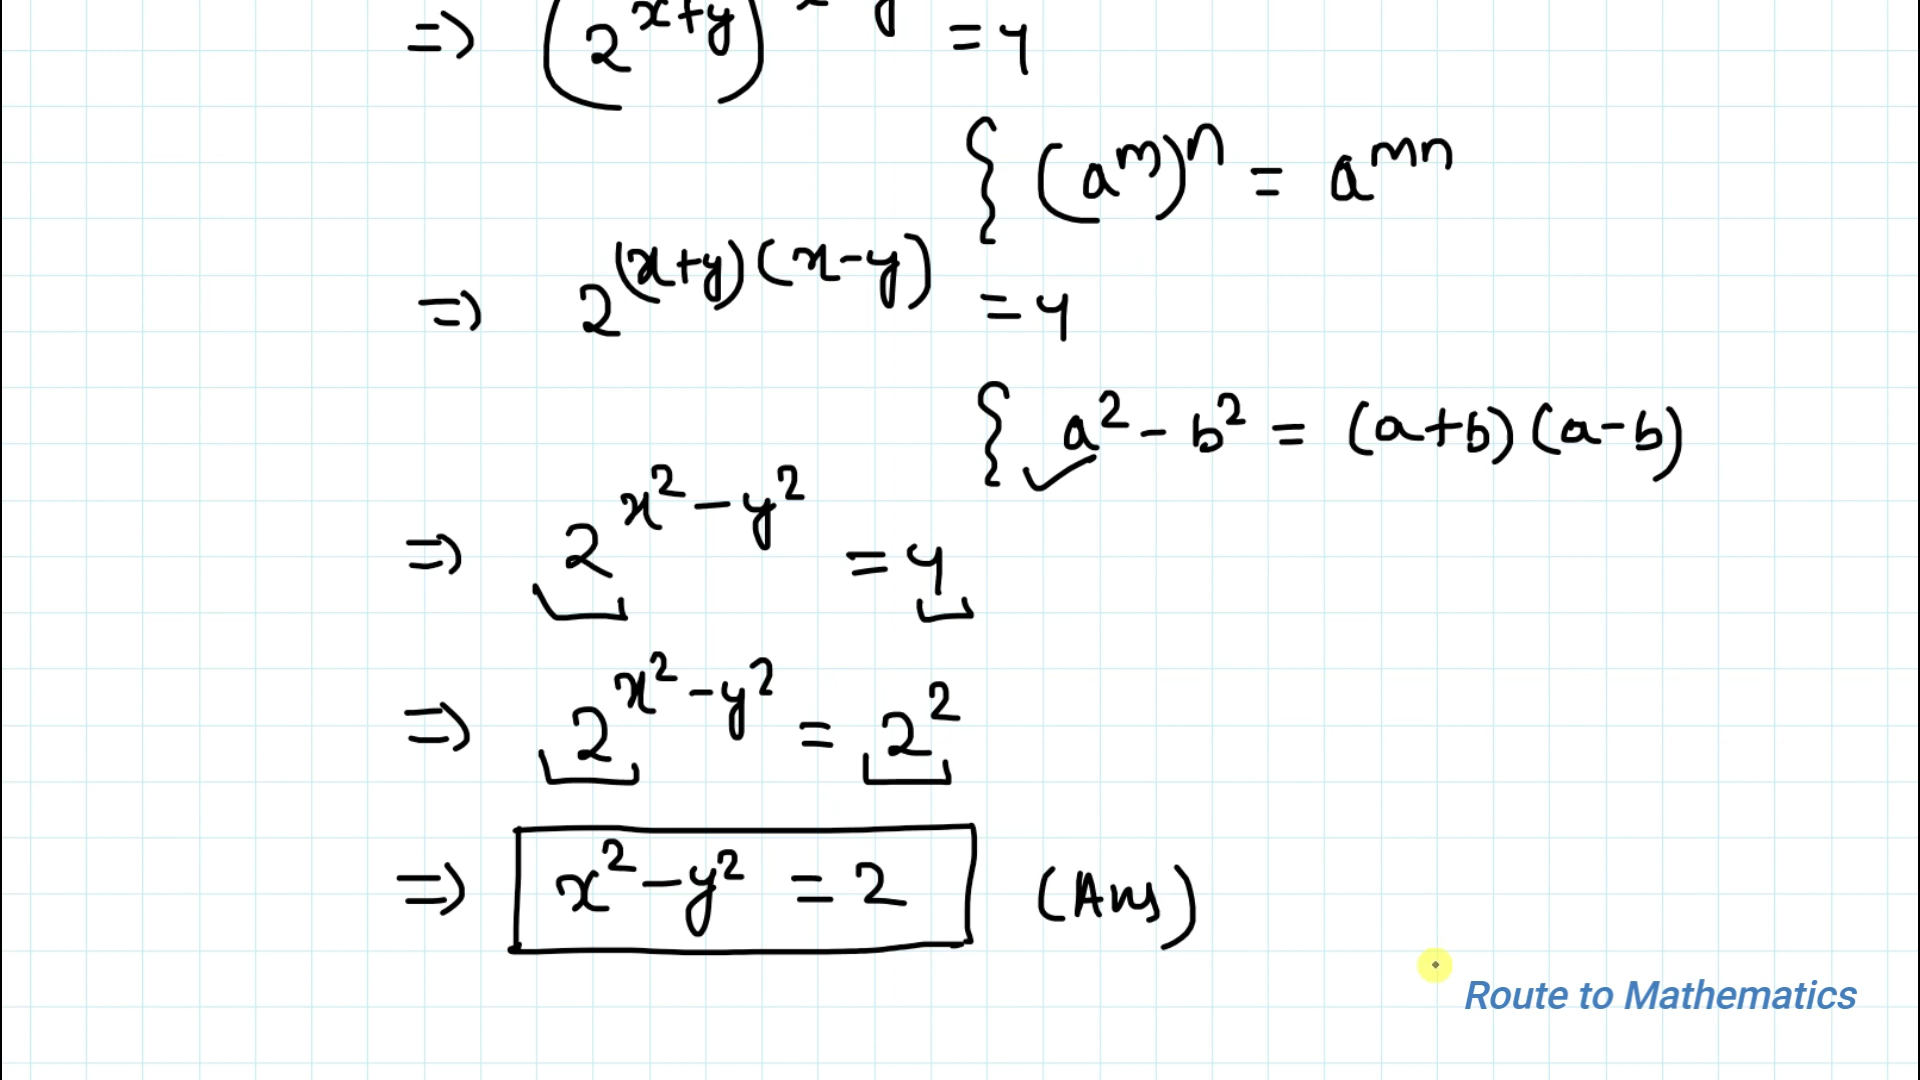 => (2^(x+y))^(x-y) = 4
{ (a^m)^n = a^(mn)
=> 2^((x+y)(x-y)) = 4
{ a² - b² = (a+b)(a-b)
=> 2^(x²-y²) = 4
=> 2^(x²-y²) = 2²
=> x² - y² = 2 (Ans)
Route to Mathematics